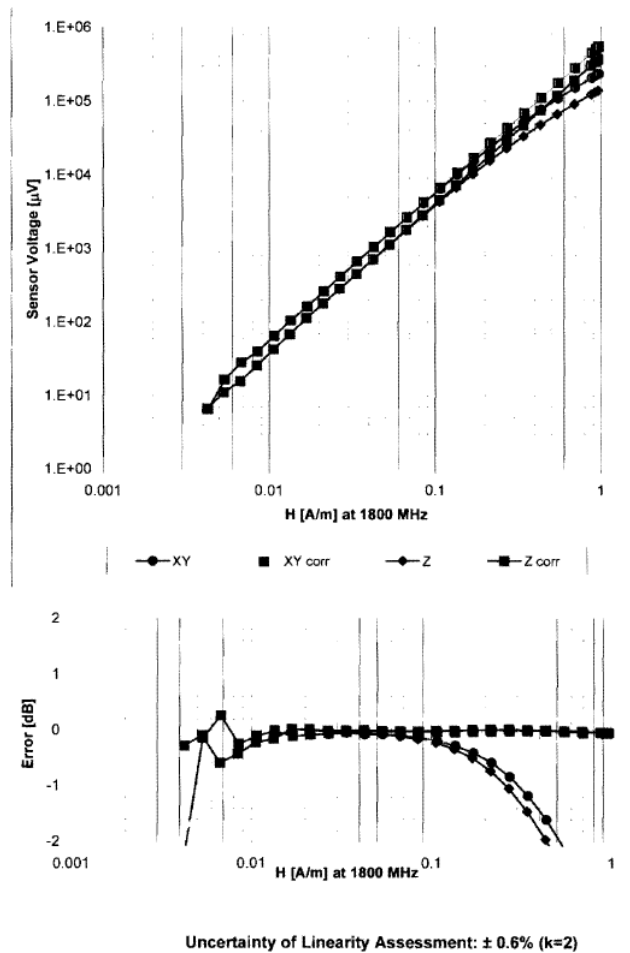 1.E+06
1.E+05
1.E+04
1.E+03
1.E+02
1.E+01
1.E+00
Sensor Voltage [µV]
0.001 0.01 0.1 1
H [A/m] at 1800 MHz
XY XY corr Z Z corr
2
1
0
-1
-2
Error [dB]
0.001 0.01 0.1 1
H [A/m] at 1800 MHz
Uncertainty of Linearity Assessment: ± 0.6% (k=2)